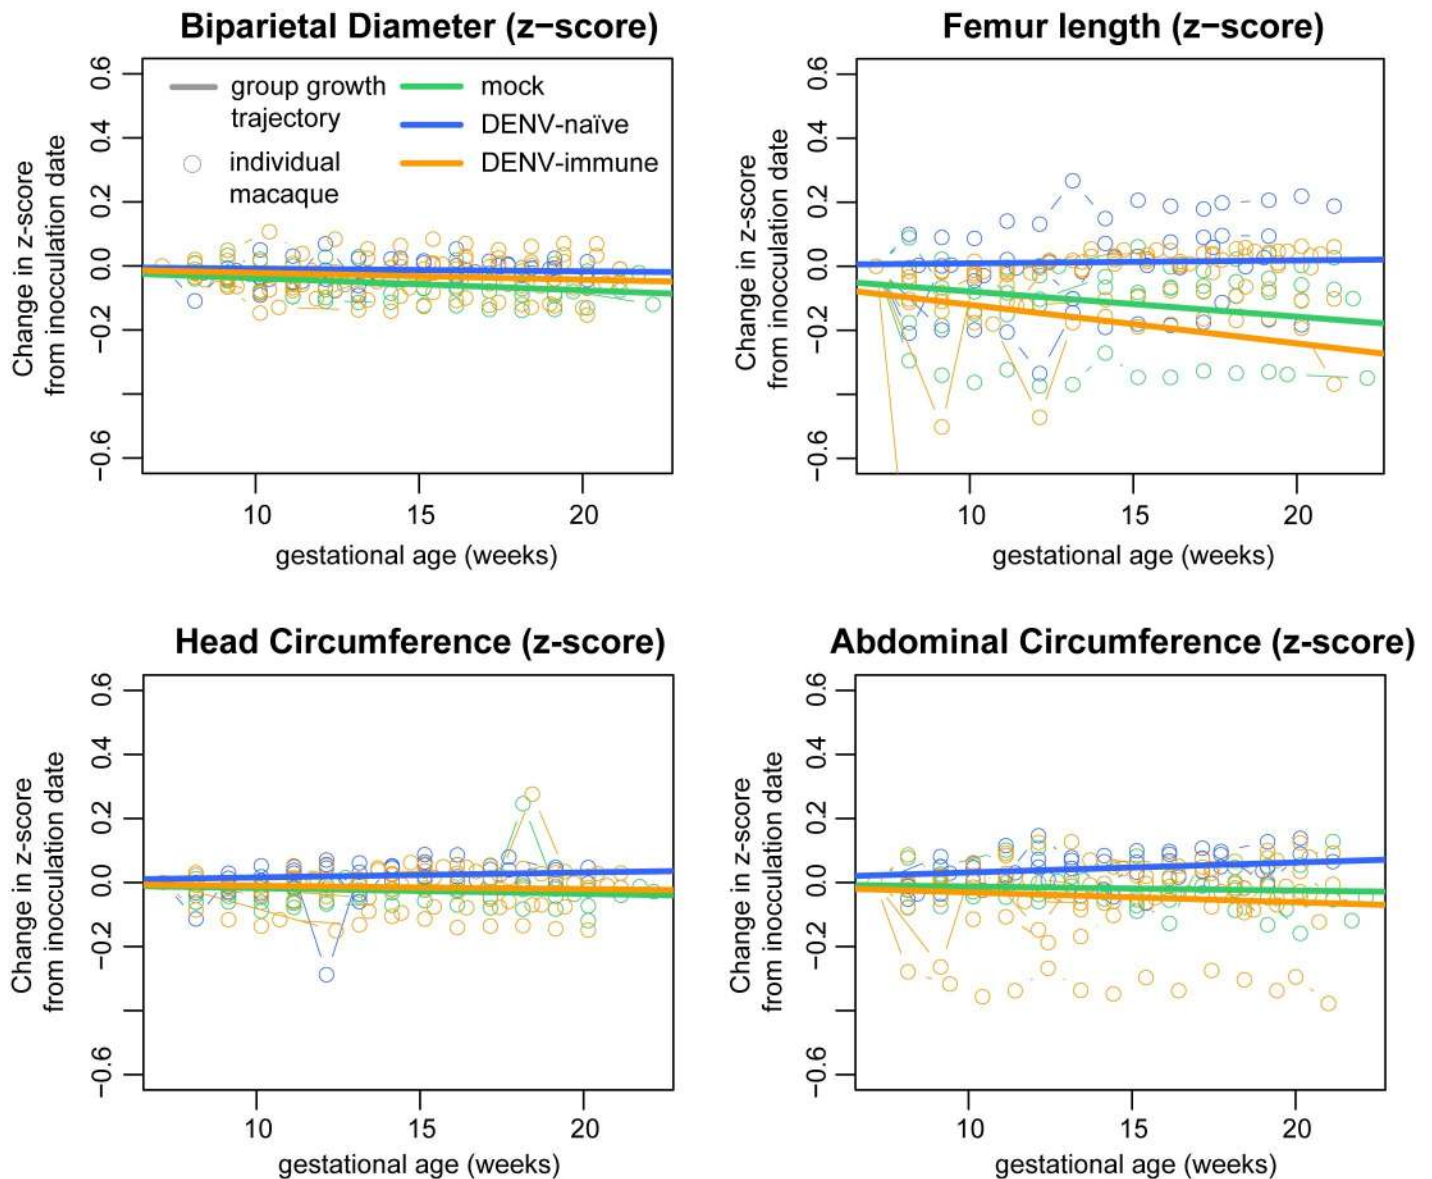 Biparietal Diameter (z−score)
0.6
0.4
0.2
0.0
−0.2
−0.6
Change in z-score
from inocculation date
group growth
trajectory
individual
macaque
mock
DENV-naïve
DENV-immune
10
15
20
gestational age (weeks)
Femur length (z−score)
0.6
0.4
0.2
0.0
−0.2
−0.6
Change in z-score
from inocculation date
10
15
20
gestational age (weeks)
Head Circumference (z-score)
0.6
0.4
0.2
0.0
−0.2
−0.6
Change in z-score
from inocculation date
10
15
20
gestational age (weeks)
Abdominal Circumference (z-score)
0.6
0.4
0.2
0.0
−0.2
−0.6
Change in z-score
from inocculation date
10
15
20
gestational age (weeks)